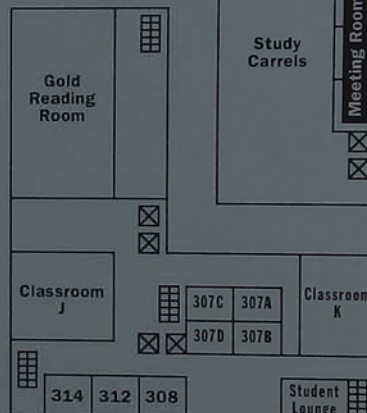 Study
Carrels
Meeting Room
Gold
Reading
Room
Classroom
J
307C 307A
307D 307B
Classroom
K
314 312 308
Student
Lounge